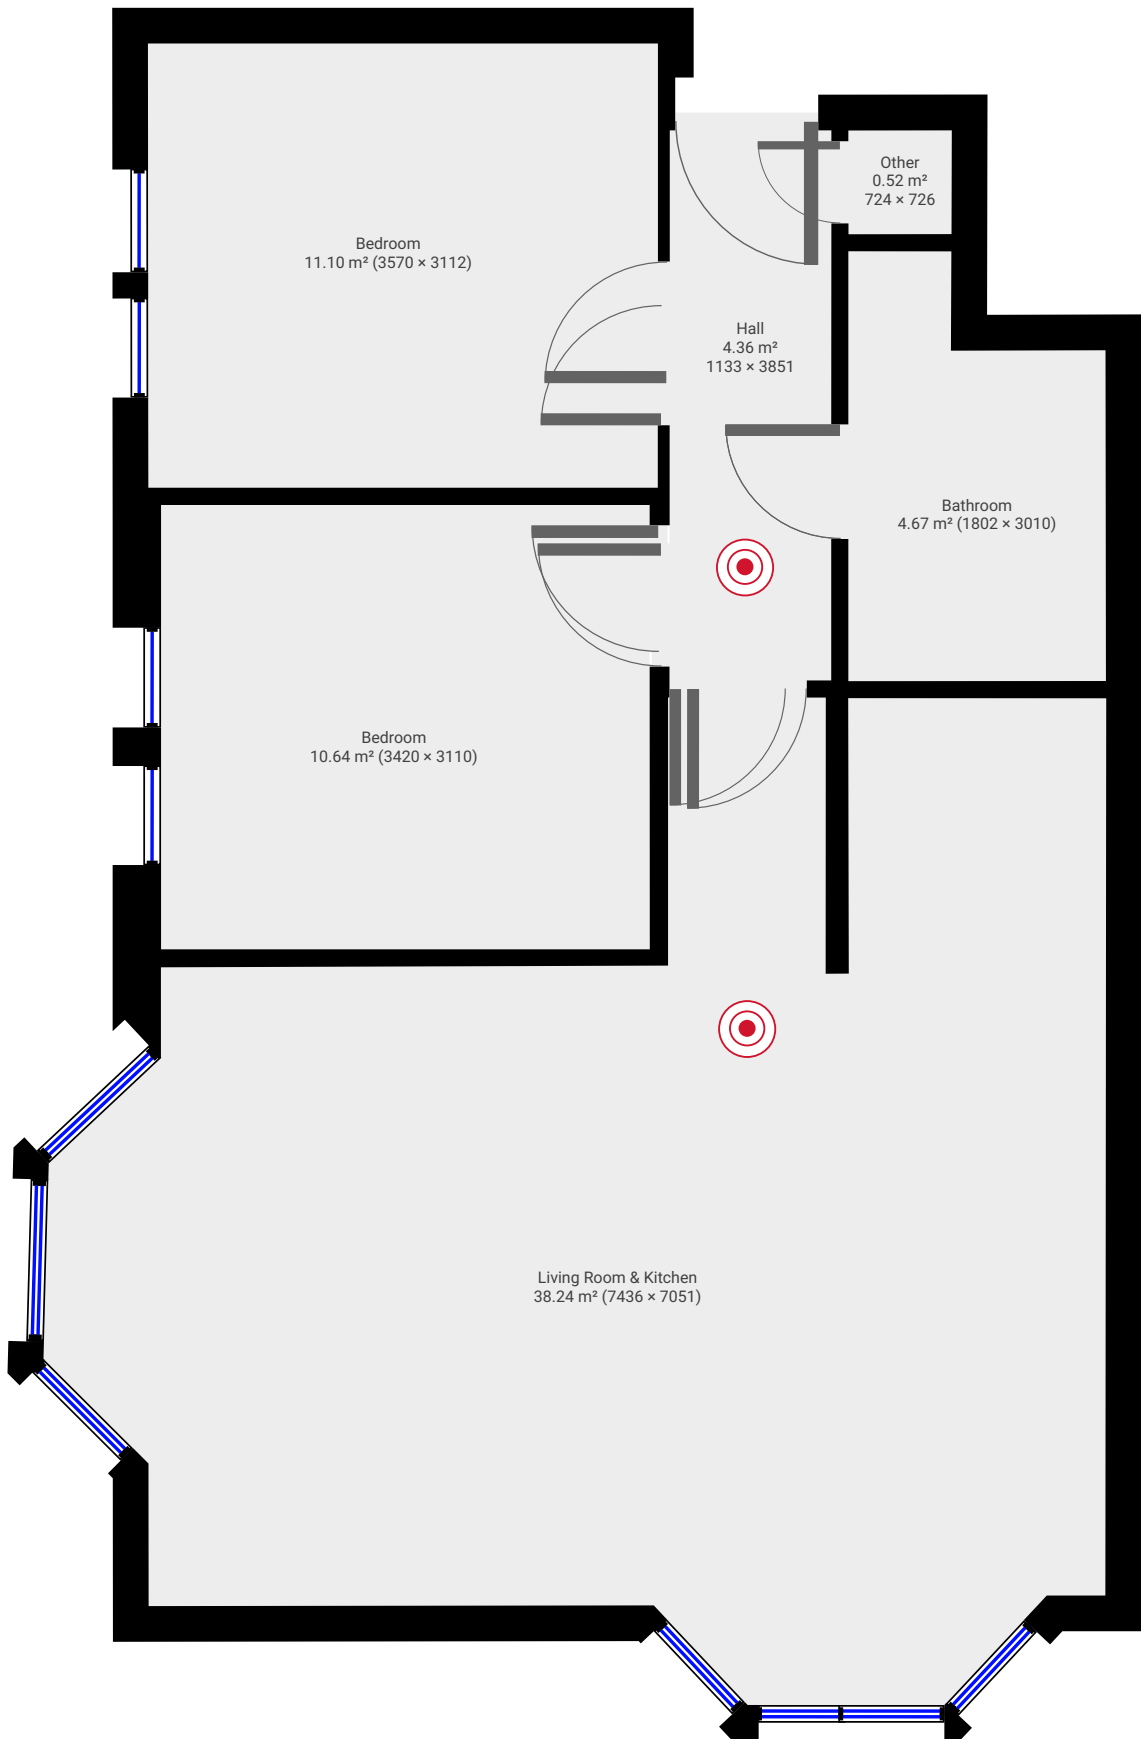 Other
0.52 m²
724 × 726
Bedroom
11.10 m² (3570 × 3112)
Hall
4.36 m²
1133 × 3851
Bathroom
4.67 m² (1802 × 3010)
Bedroom
10.64 m² (3420 × 3110)
Living Room & Kitchen
38.24 m² (7436 × 7051)